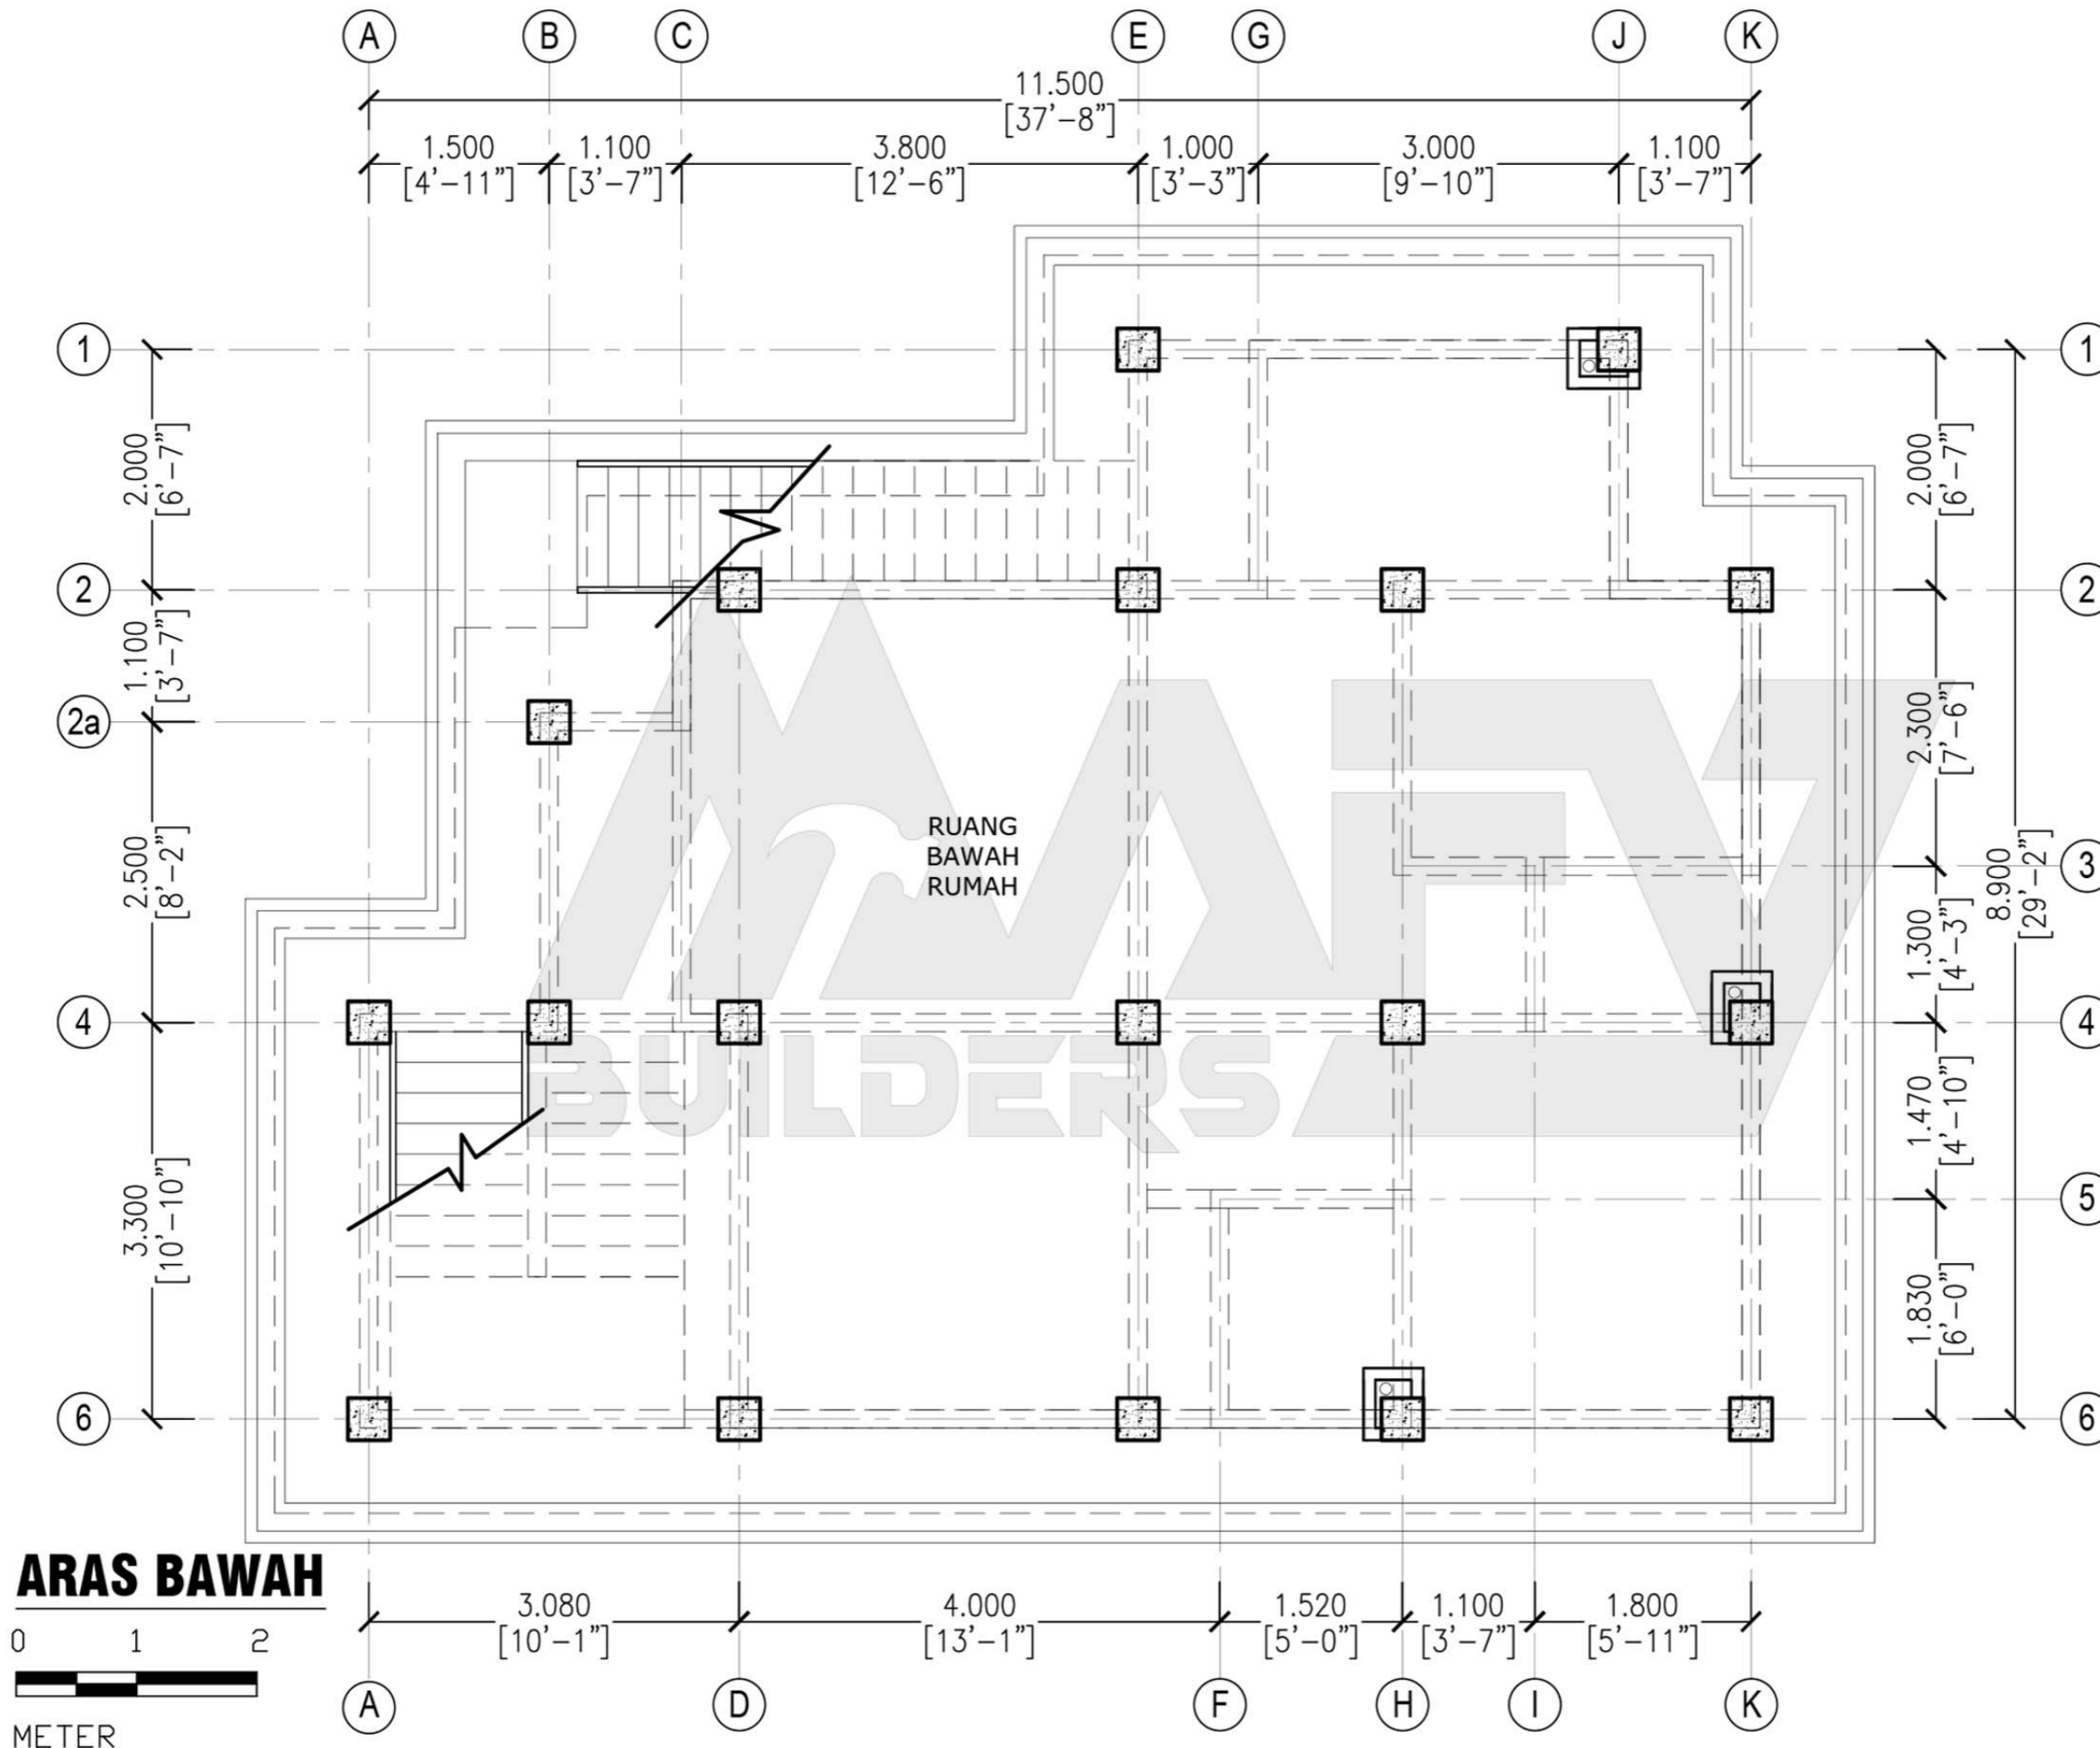 A B C E G J K
11.500
[37'-8"]
1.500 1.100 3.800 1.000 3.000 1.100
[4'-11"] [3'-7"] [12'-6"] [3'-3"] [9'-10"] [3'-7"]
1 1
2.000
[6'-7"]
2.000
[6'-7"]
2 2
1.100
[3'-7"]
2a
2.300
[7'-6"]
RUANG
BAWAH
RUMAH
2.500
[8'-2"]
3
8.900
[29'-2"]
1.300
[4'-3"]
4 4
MFV
BUILDERS
1.470
[4'-10"]
3.300
[10'-10"]
5
1.830
[6'-0"]
6 6
ARAS BAWAH
0 1 2
METER
3.080 4.000 1.520 1.100 1.800
[10'-1"] [13'-1"] [5'-0"] [3'-7"] [5'-11"]
A D F H I K